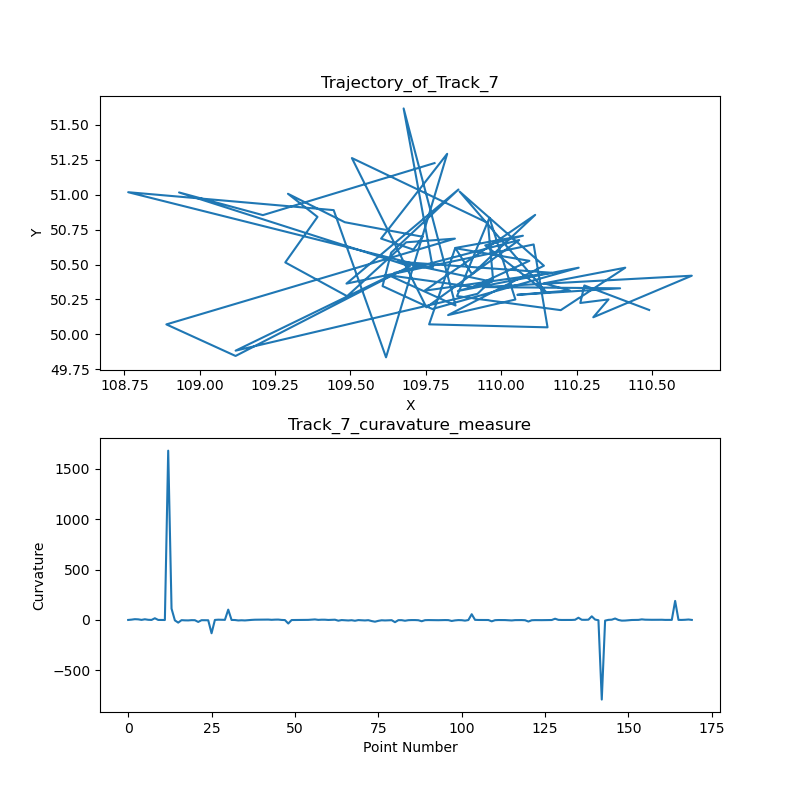 Trajectory_of_Track_7
51.50
51.25
51.00
50.75
50.50
50.25
50.00
49.75
Y
108.75 109.00 109.25 109.50 109.75 110.00 110.25 110.50
X
Track_7_curavature_measure
1500
1000
500
0
−500
Curvature
0 25 50 75 100 125 150 175
Point Number